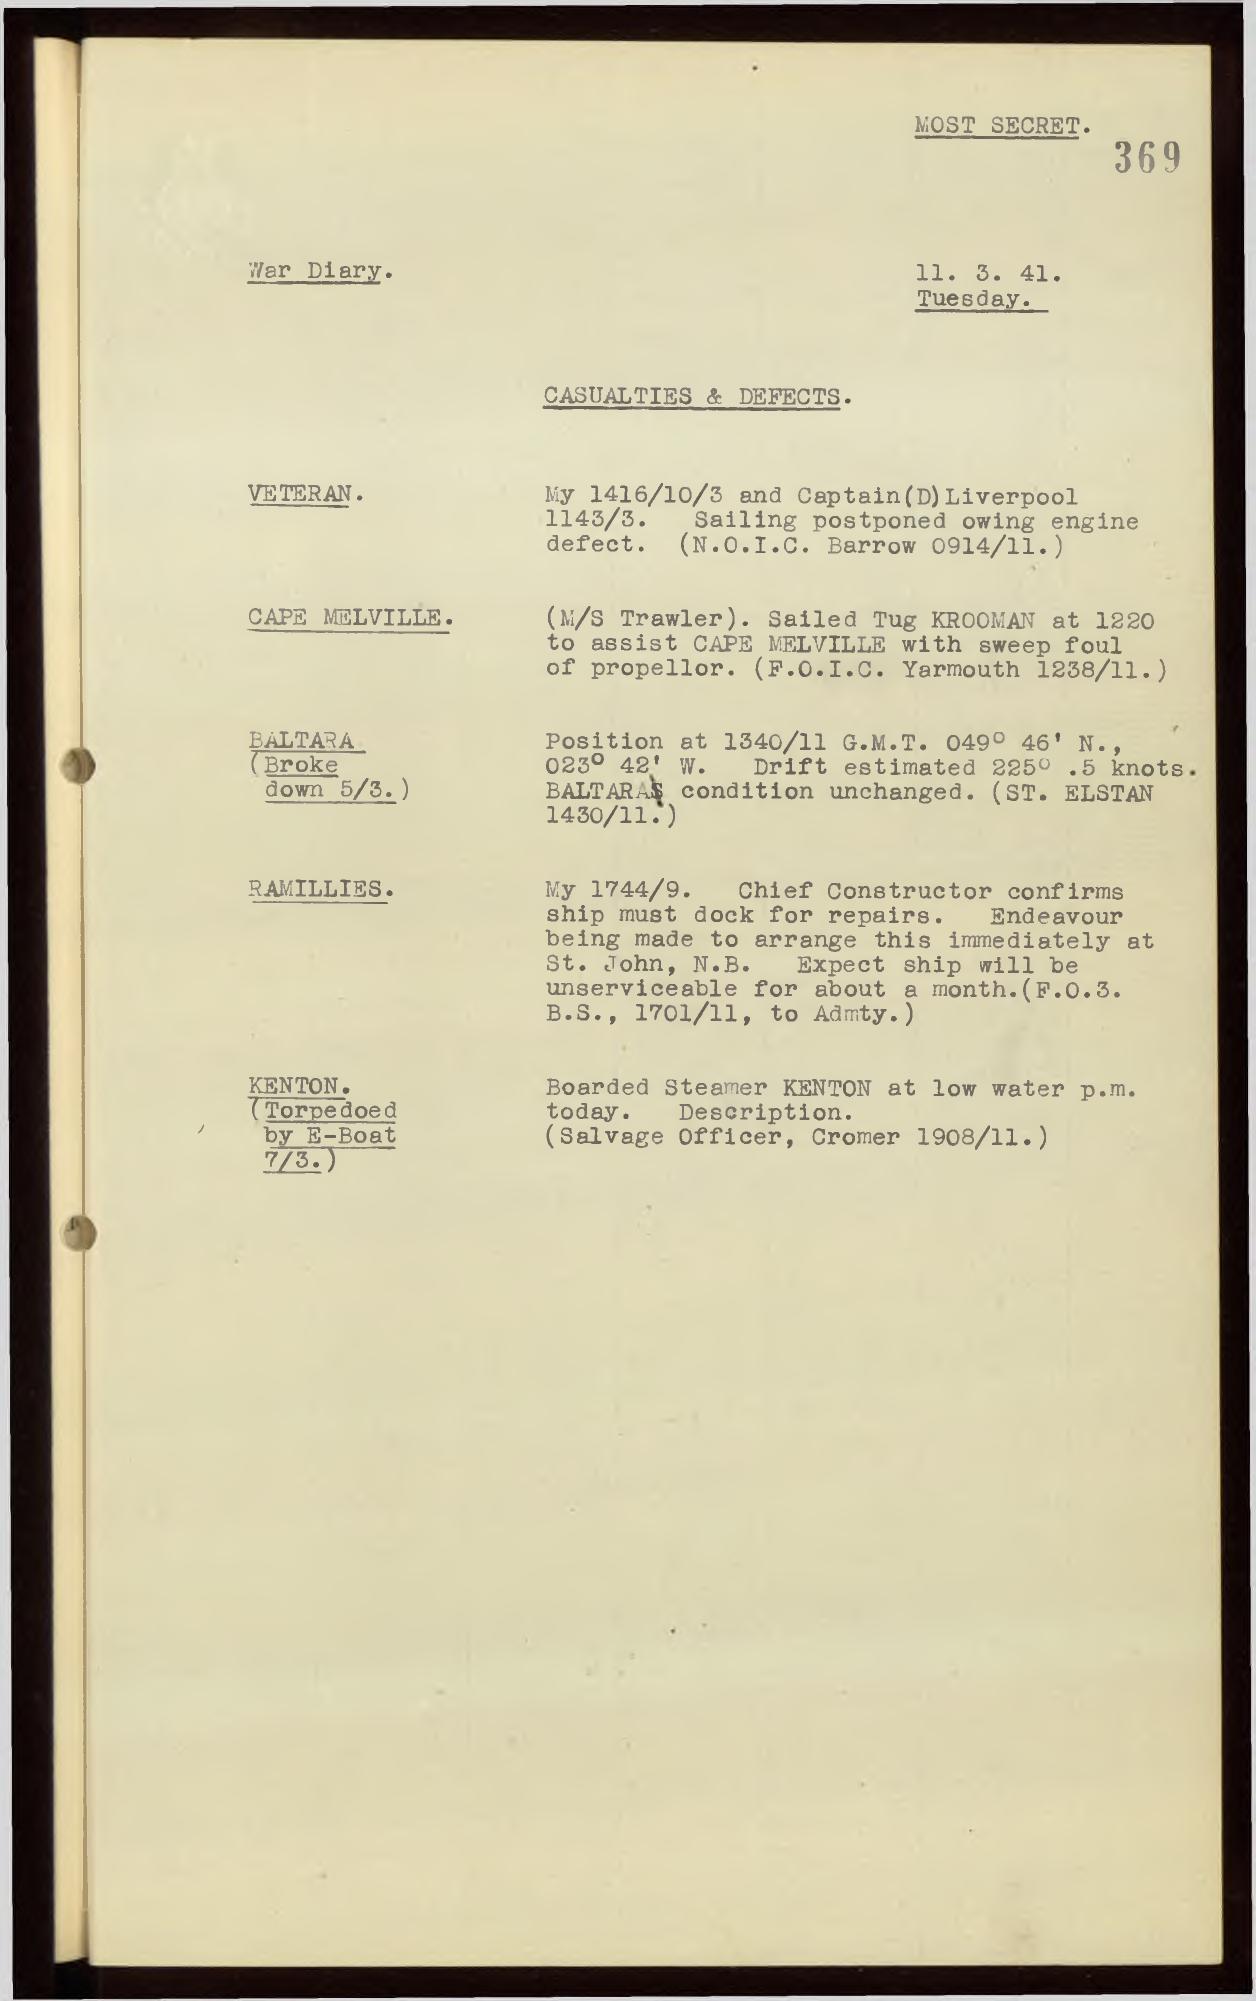 MOST SECRET.
369
War Diary.
11. 3. 41.
Tuesday.
CASUALTIES & DEFECTS.
VETERAN.
My 1416/10/3 and Captain(D)Liverpool
1143/3. Sailing postponed owing engine
defect. (N.O.I.C. Barrow 0914/11.)
CAPE MELVILLE.
(M/S Trawler). Sailed Tug KROOMAN at 1220
to assist CAPE MELVILLE with sweep foul
of propellor. (F.O.I.C. Yarmouth 1238/11.)
BALTARA
(Broke
down 5/3.)
Position at 1340/11 G.M.T. 049° 46' N.,
023° 42' W. Drift estimated 225° .5 knots.
BALTARA'S condition unchanged. (ST. ELSTAN
1430/11.)
RAMILLIES.
My 1744/9. Chief Constructor confirms
ship must dock for repairs. Endeavour
being made to arrange this immediately at
St. John, N.B. Expect ship will be
unserviceable for about a month.(F.O.3.
B.S., 1701/11, to Admty.)
KENTON.
(Torpedoed
by E-Boat
7/3.)
Boarded Steamer KENTON at low water p.m.
today. Description.
(Salvage Officer, Cromer 1908/11.)